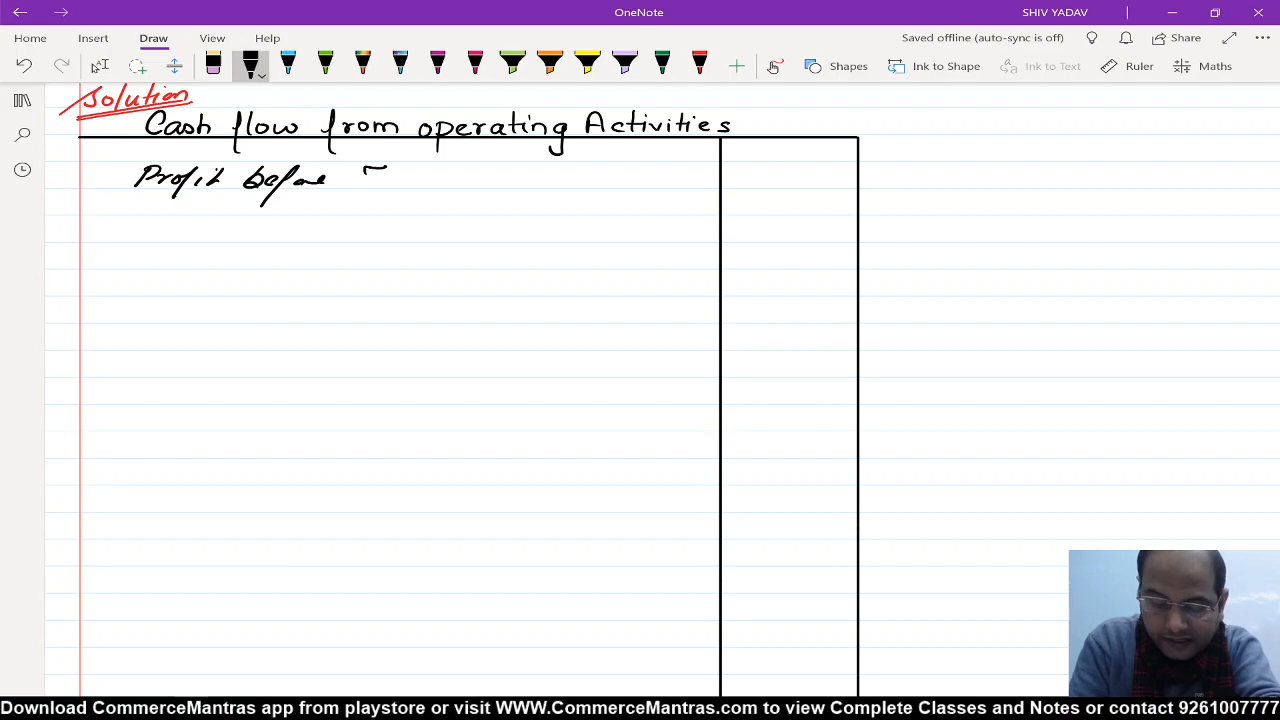 OneNote
SHIV YADAV
Home Insert Draw View Help
Saved offline (auto-sync is off) Share
Shapes Ink to Shape Ink to Text Ruler Maths
Solution
Cash flow from operating Activities
Profit before
Download CommerceMantras app from playstore or visit WWW.CommerceMantras.com to view Complete Classes and Notes or contact 9261007777